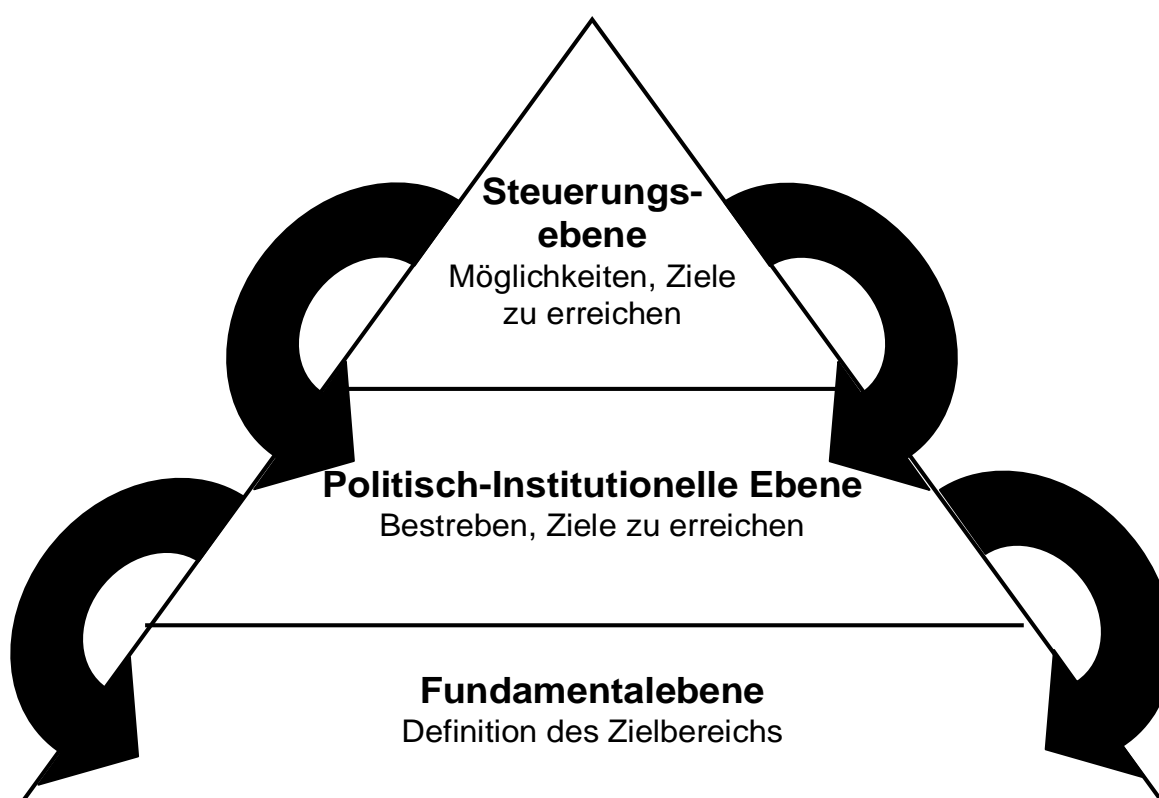 Steuerungs-
ebene
Möglichkeiten, Ziele
zu erreichen
Politisch-Institutionelle Ebene
Bestreben, Ziele zu erreichen
Fundamentalebene
Definition des Zielbereichs